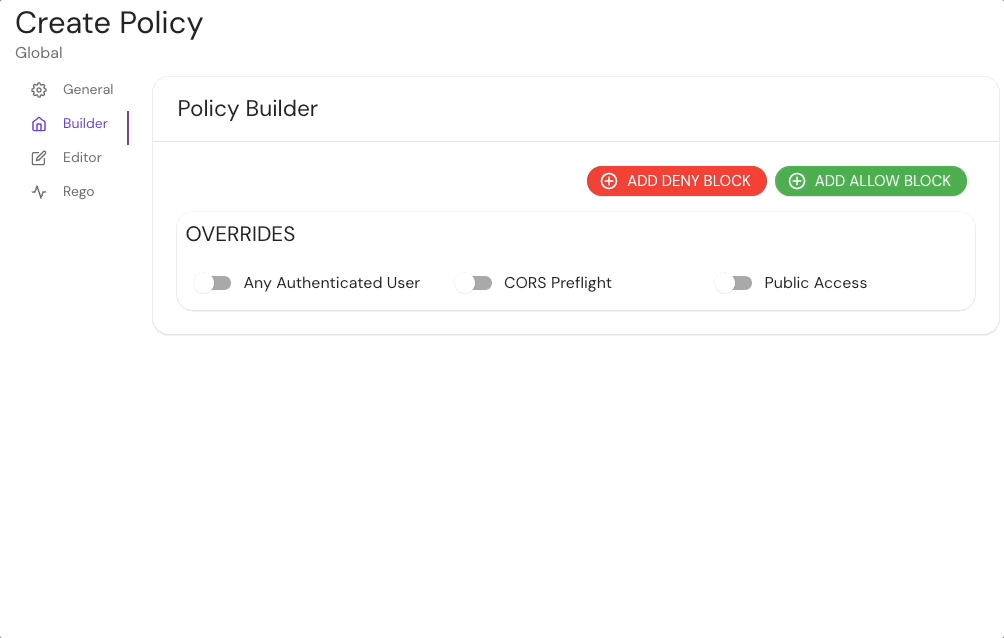 Create Policy
Global
General
Builder
Editor
Rego
Policy Builder
ADD DENY BLOCK
ADD ALLOW BLOCK
OVERRIDES
Any Authenticated User
CORS Preflight
Public Access